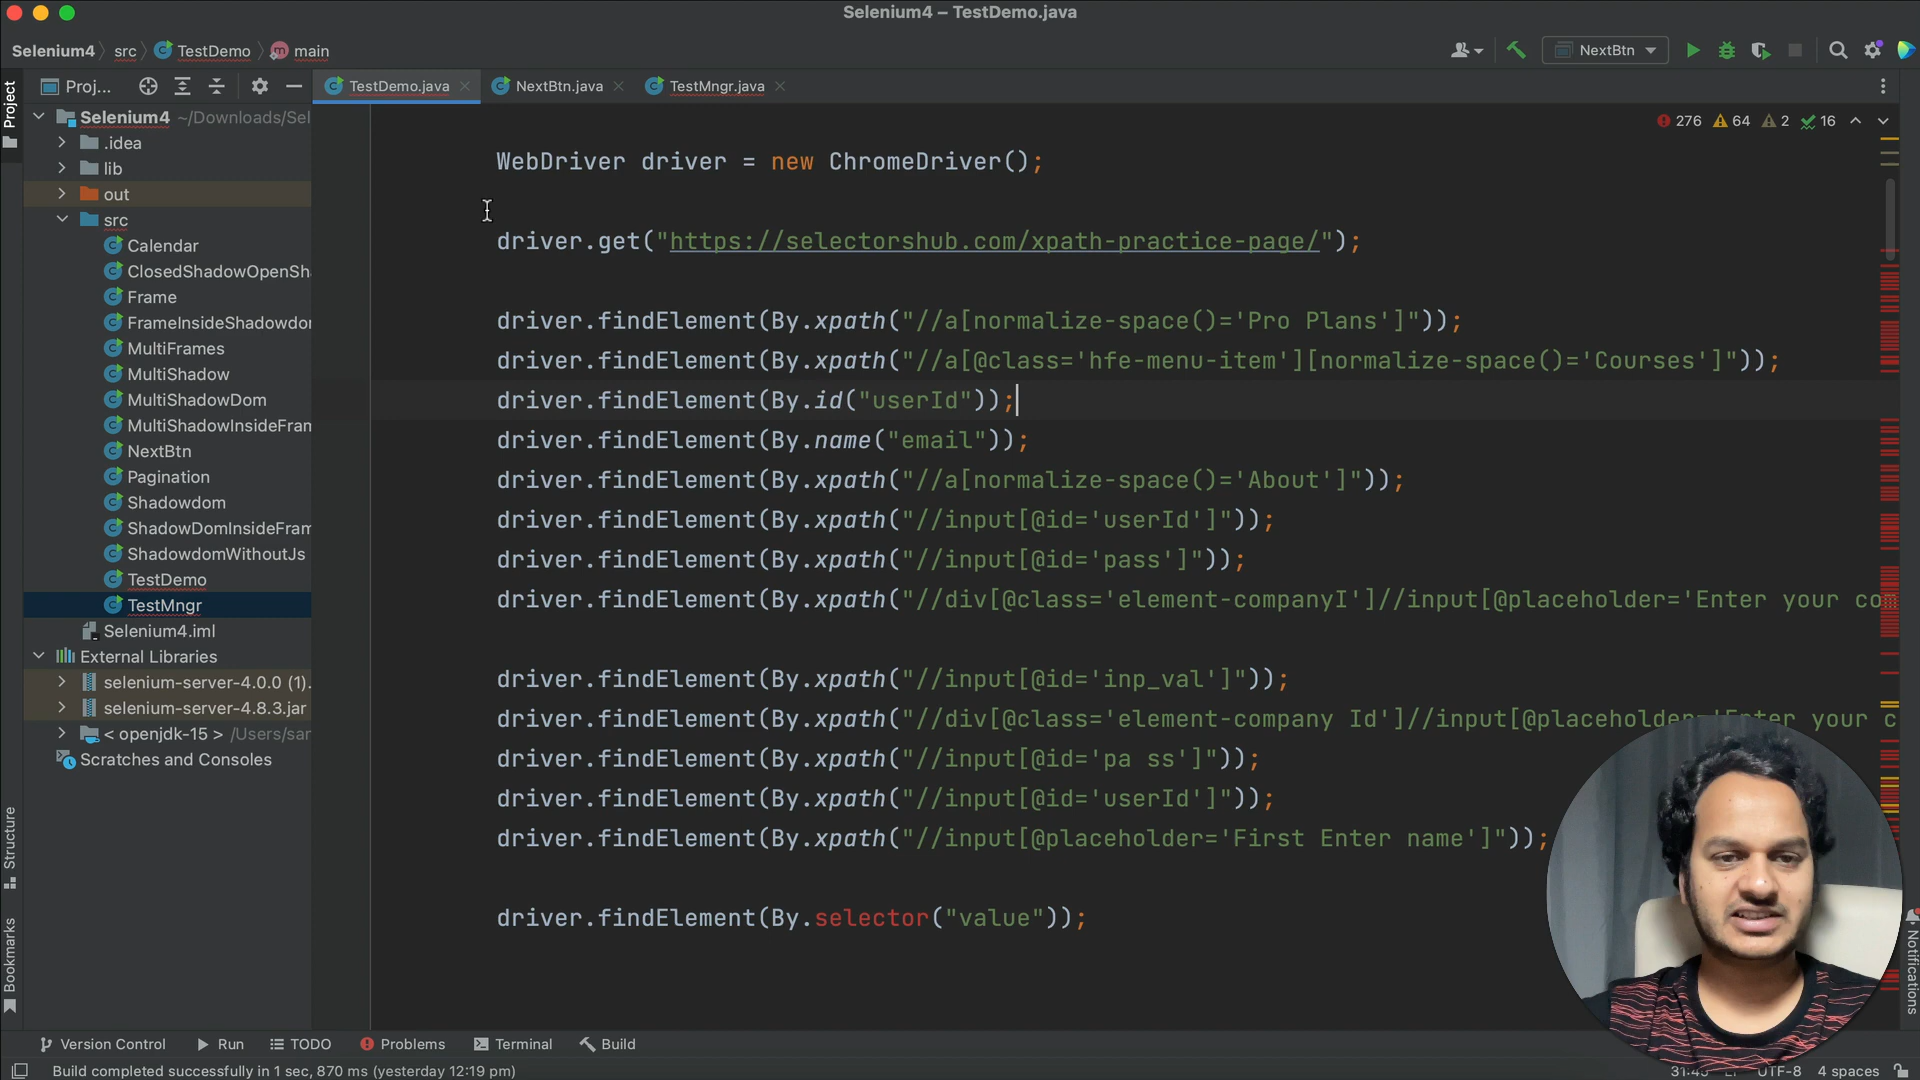 Selenium4 – TestDemo.java
Selenium4 src TestDemo main
NextBtn
Project
Proj...
TestDemo.java NextBtn.java TestMngr.java
276 64 2 16
Selenium4 ~/Downloads/Sel
.idea
lib
out
src
Calendar
ClosedShadowOpenSha
Frame
FrameInsideShadowdom
MultiFrames
MultiShadow
MultiShadowDom
MultiShadowInsideFram
NextBtn
Pagination
Shadowdom
ShadowDomInsideFram
ShadowdomWithoutJs
TestDemo
TestMngr
Selenium4.iml
External Libraries
selenium-server-4.0.0 (1).
selenium-server-4.8.3.jar
< openjdk-15 > /Users/sar
Scratches and Consoles
WebDriver driver = new ChromeDriver();
driver.get("https://selectorshub.com/xpath-practice-page/");
driver.findElement(By.xpath("//a[normalize-space()='Pro Plans']"));
driver.findElement(By.xpath("//a[@class='hfe-menu-item'][normalize-space()='Courses']"));
driver.findElement(By.id("userId"));
driver.findElement(By.name("email"));
driver.findElement(By.xpath("//a[normalize-space()='About']"));
driver.findElement(By.xpath("//input[@id='userId']"));
driver.findElement(By.xpath("//input[@id='pass']"));
driver.findElement(By.xpath("//div[@class='element-companyI']//input[@placeholder='Enter your com
driver.findElement(By.xpath("//input[@id='inp_val']"));
driver.findElement(By.xpath("//div[@class='element-company Id']//input[@placeholder='Enter your c
driver.findElement(By.xpath("//input[@id='pa ss']"));
driver.findElement(By.xpath("//input[@id='userId']"));
driver.findElement(By.xpath("//input[@placeholder='First Enter name']"));
driver.findElement(By.selector("value"));
Structure
Bookmarks
Notifications
Version Control Run TODO Problems Terminal Build
Build completed successfully in 1 sec, 870 ms (yesterday 12:19 pm)
UTF-8 4 spaces